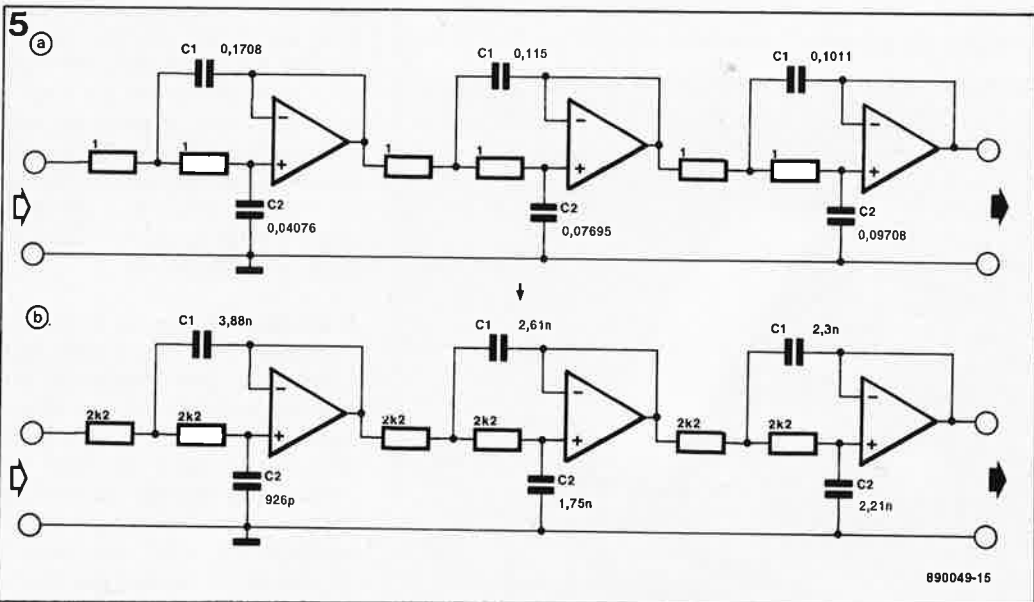 5
a
C1 0,1708
C1 0,115
C1 0,1011
1
1
1
1
1
1
−
+
−
+
−
+
C2
0,04076
C2
0,07695
C2
0,09708
b
C1 3,88n
C1 2,61n
C1 2,3n
2k2
2k2
2k2
2k2
2k2
2k2
−
+
−
+
−
+
C2
926p
C2
1,75n
C2
2,21n
890049-15